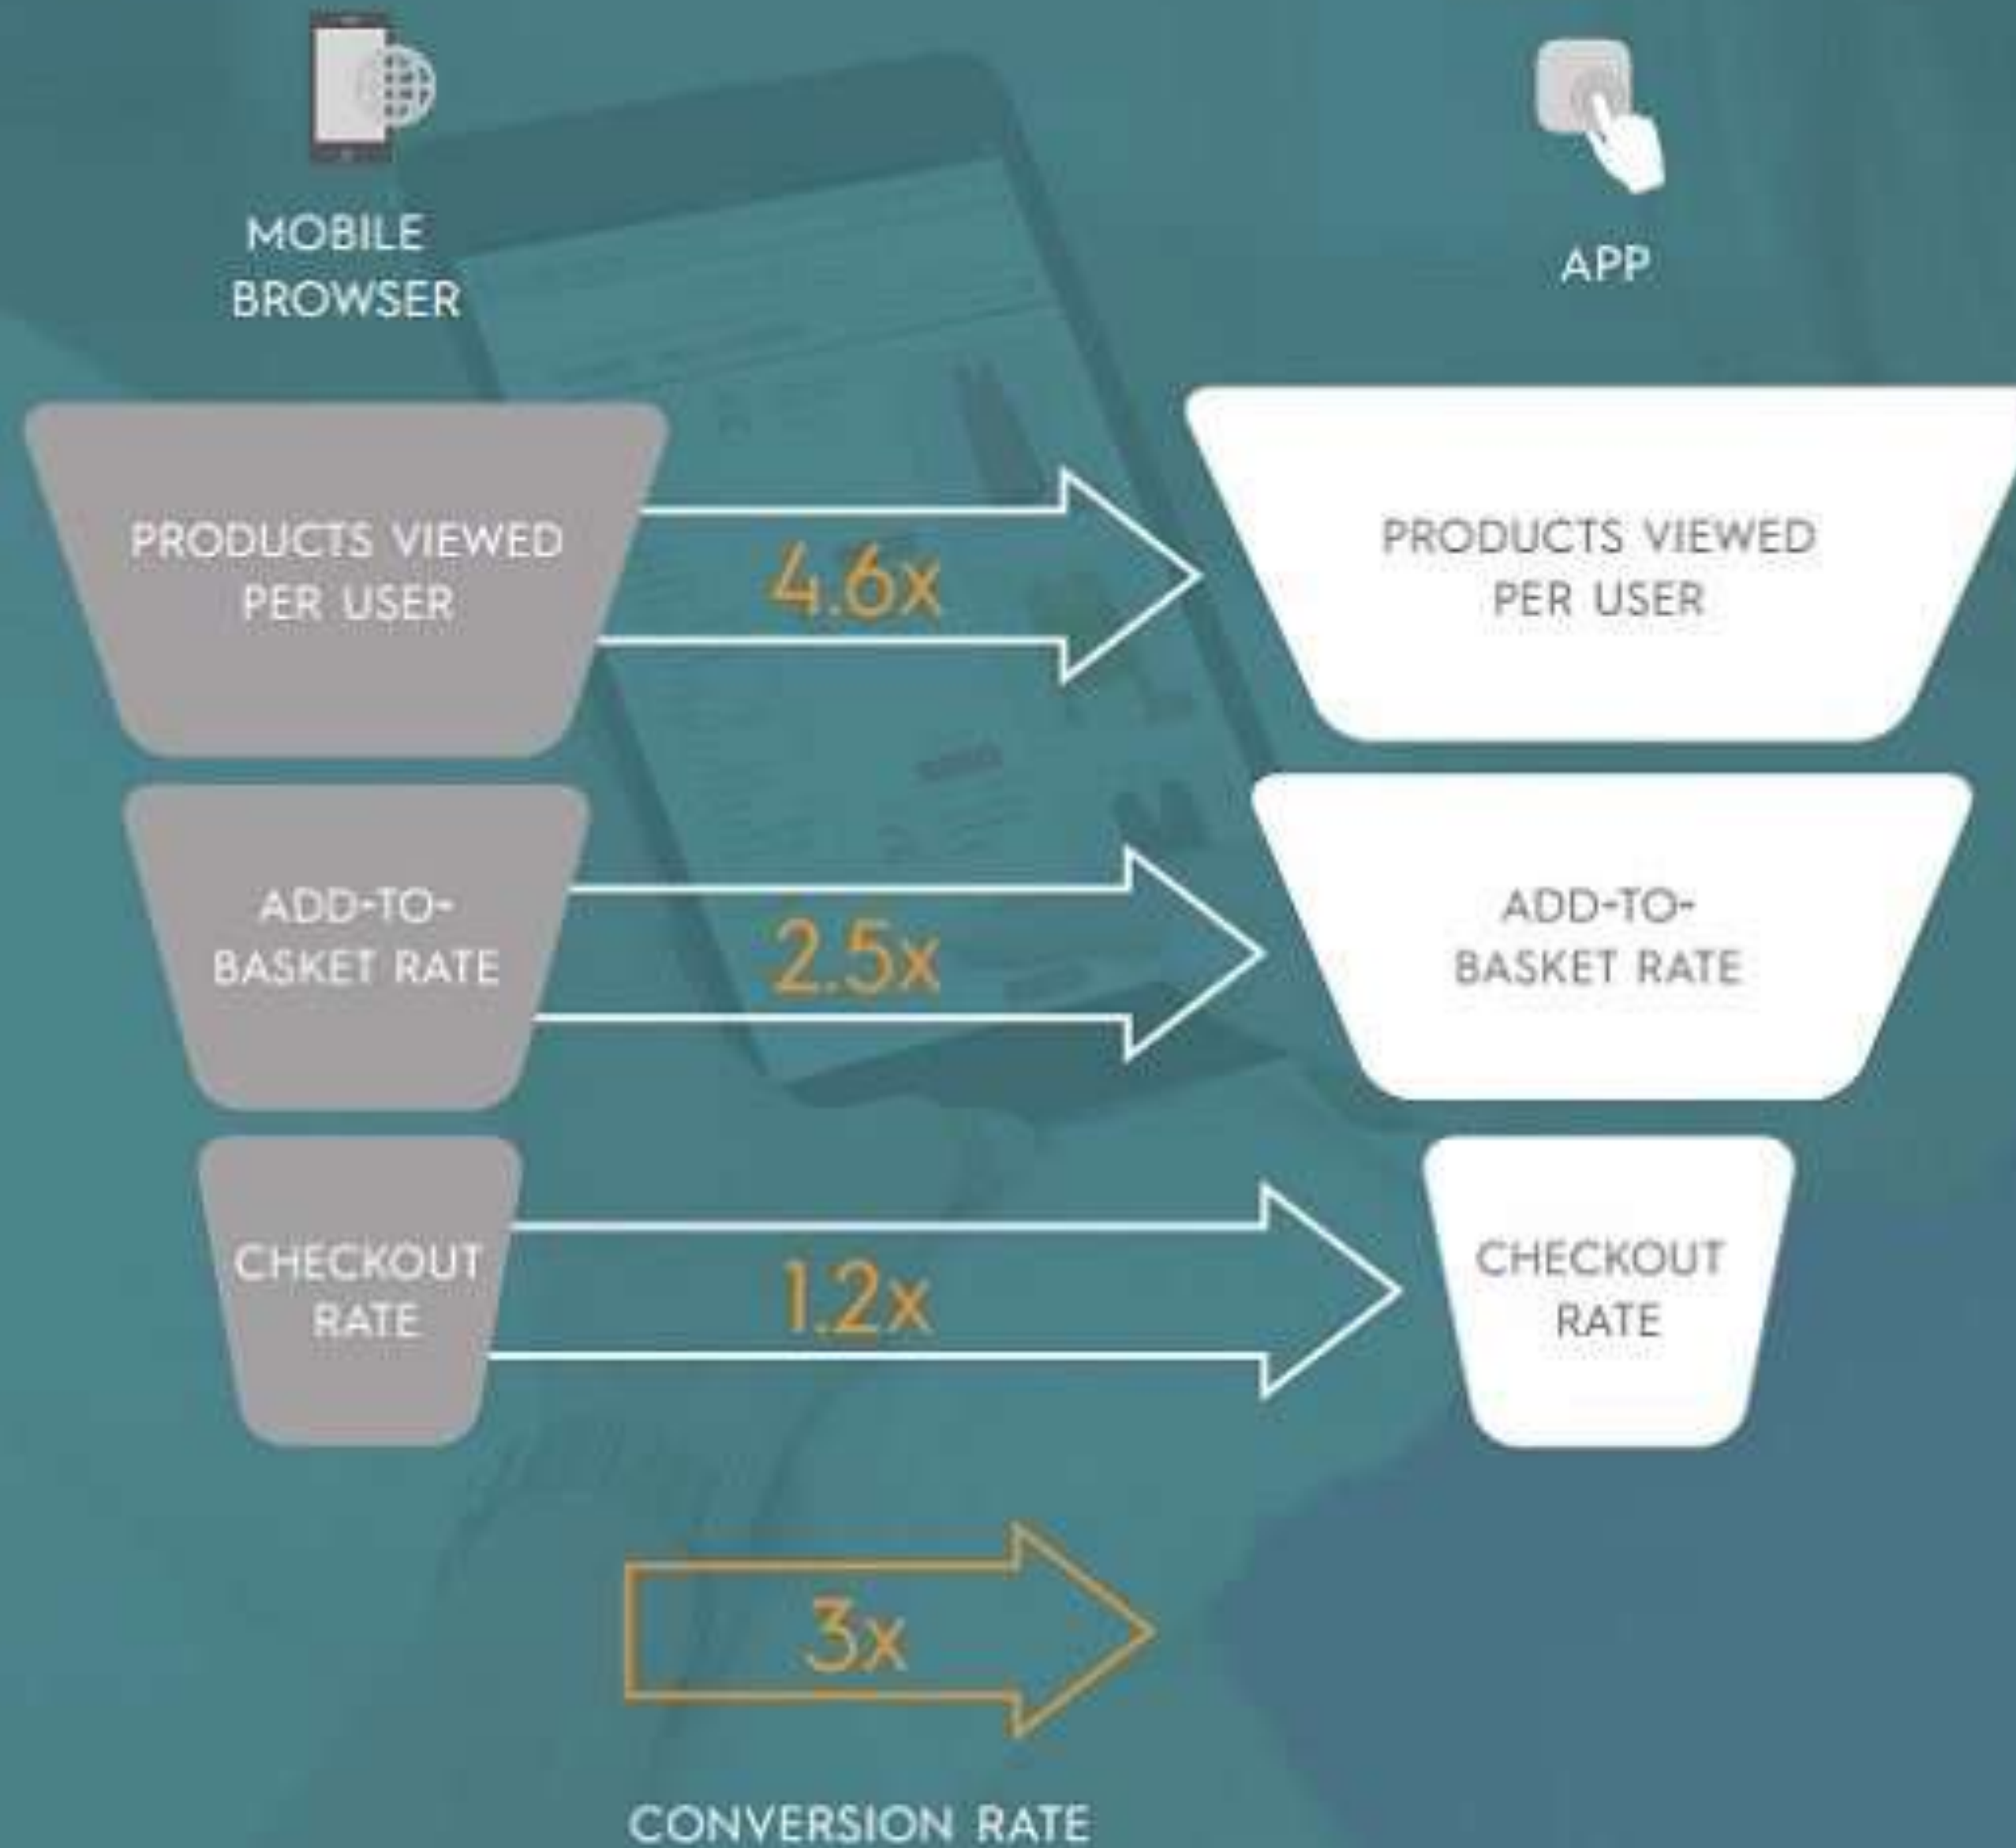 MOBILE
BROWSER
APP
PRODUCTS VIEWED
PER USER
4.6x
PRODUCTS VIEWED
PER USER
ADD-TO-
BASKET RATE
2.5x
ADD-TO-
BASKET RATE
CHECKOUT
RATE
1.2x
CHECKOUT
RATE
3x
CONVERSION RATE